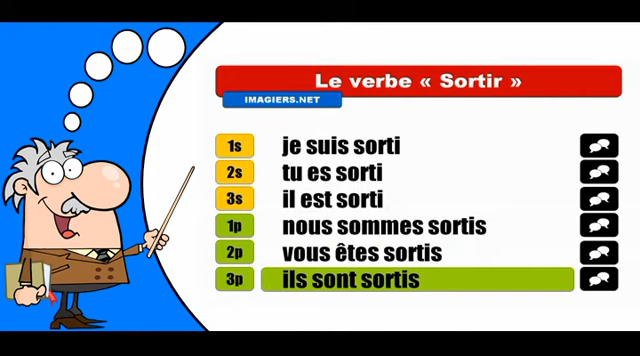 Le verbe « Sortir »
IMAGIERS.NET
1s je suis sorti
2s tu es sorti
3s il est sorti
1p nous sommes sortis
2p vous êtes sortis
3p ils sont sortis